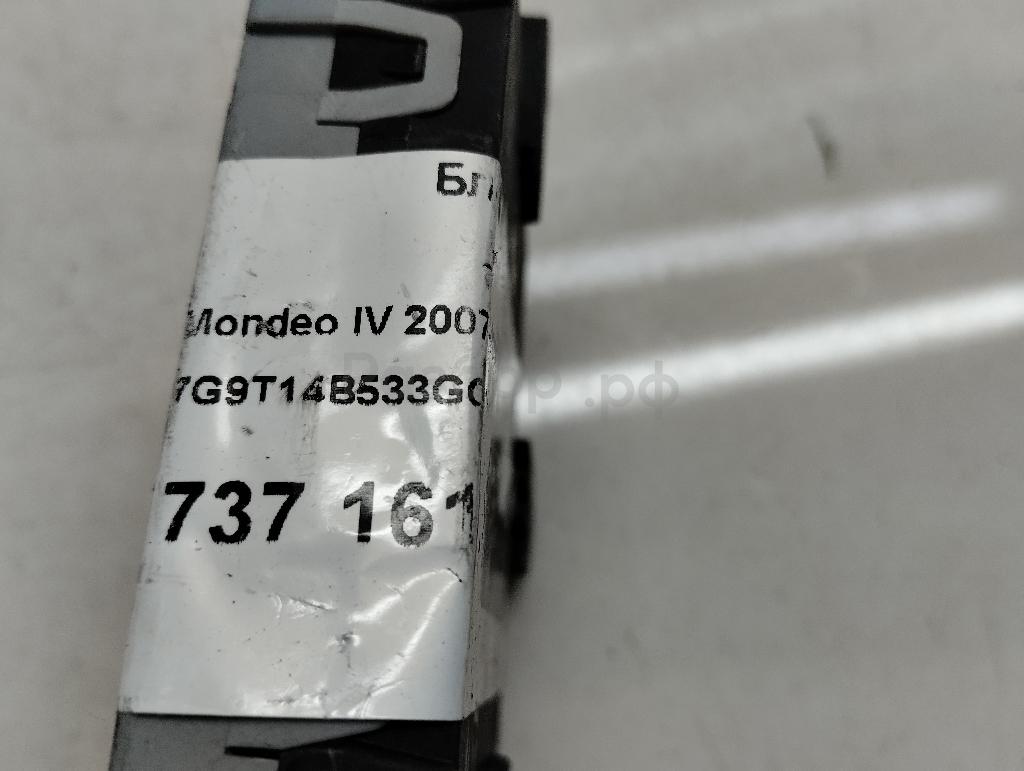 Бл
Mondeo IV 2007
7G9T14B533GC
737 161